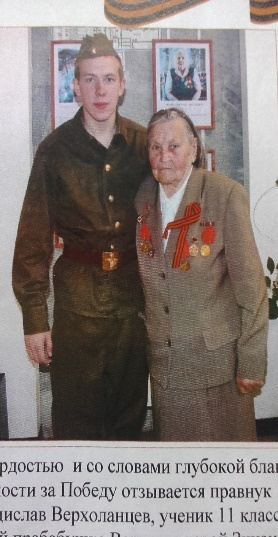 рдостью и со словами глубокой бла
ости за Победу отзывается правнук
дислав Верхоланцев, ученик 11 класс